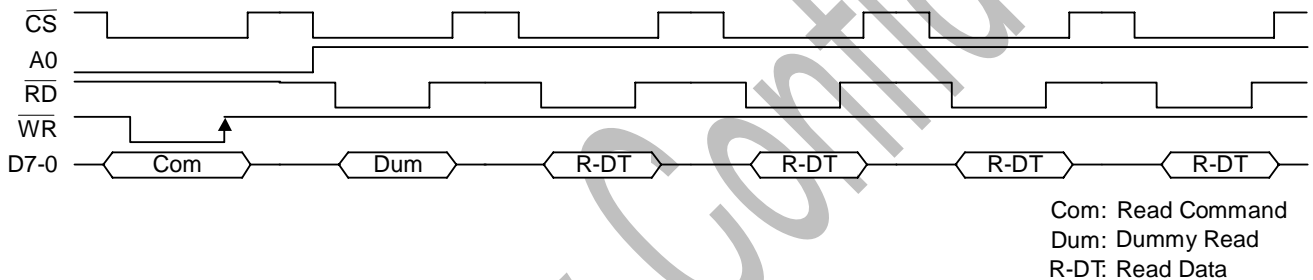 CS
A0
RD
WR
D7-0 Com Dum R-DT R-DT R-DT R-DT
Com: Read Command
Dum: Dummy Read
R-DT: Read Data